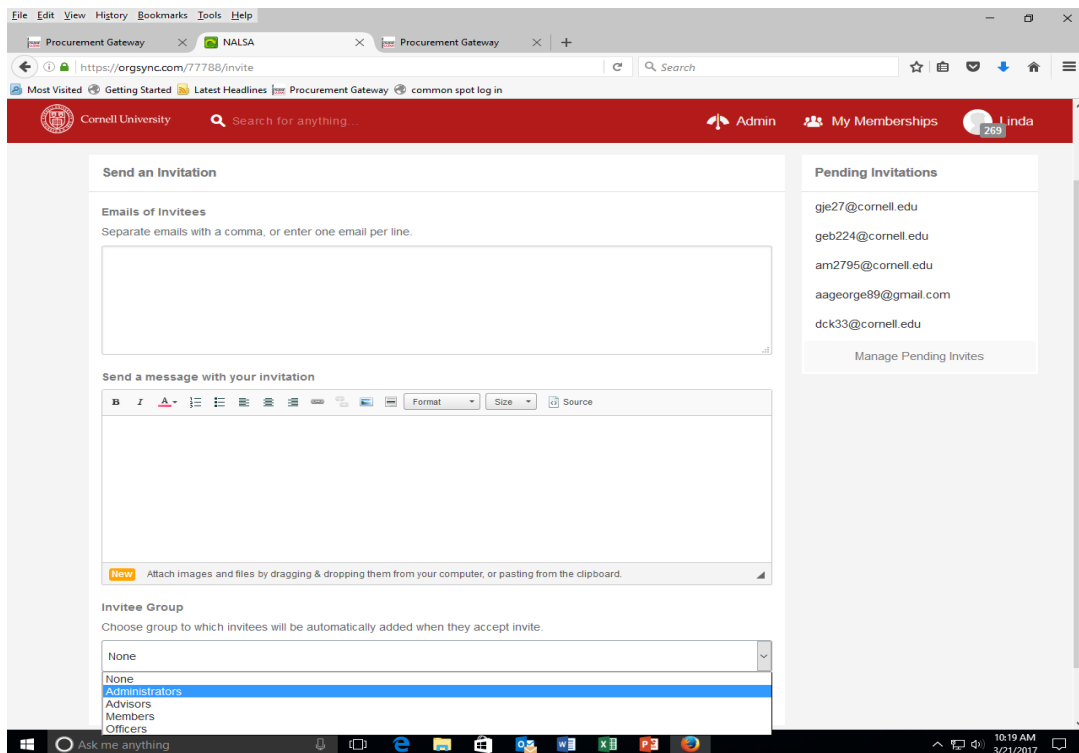 File Edit View History Bookmarks Tools Help
Procurement Gateway NALSA Procurement Gateway
https://orgsync.com/77788/invite Search
Most Visited Getting Started Latest Headlines Procurement Gateway common spot log in
Cornell University Search for anything... Admin My Memberships Linda
269
Send an Invitation
Emails of Invitees
Separate emails with a comma, or enter one email per line.
Send a message with your invitation
B I A Format Size Source
New Attach images and files by dragging & dropping them from your computer, or pasting from the clipboard.
Invitee Group
Choose group to which invitees will be automatically added when they accept invite.
None
None
Administrators
Advisors
Members
Officers
Pending Invitations
gje27@cornell.edu
geb224@cornell.edu
am2795@cornell.edu
aageorge89@gmail.com
dck33@cornell.edu
Manage Pending Invites
Ask me anything
10:19 AM
3/21/2017